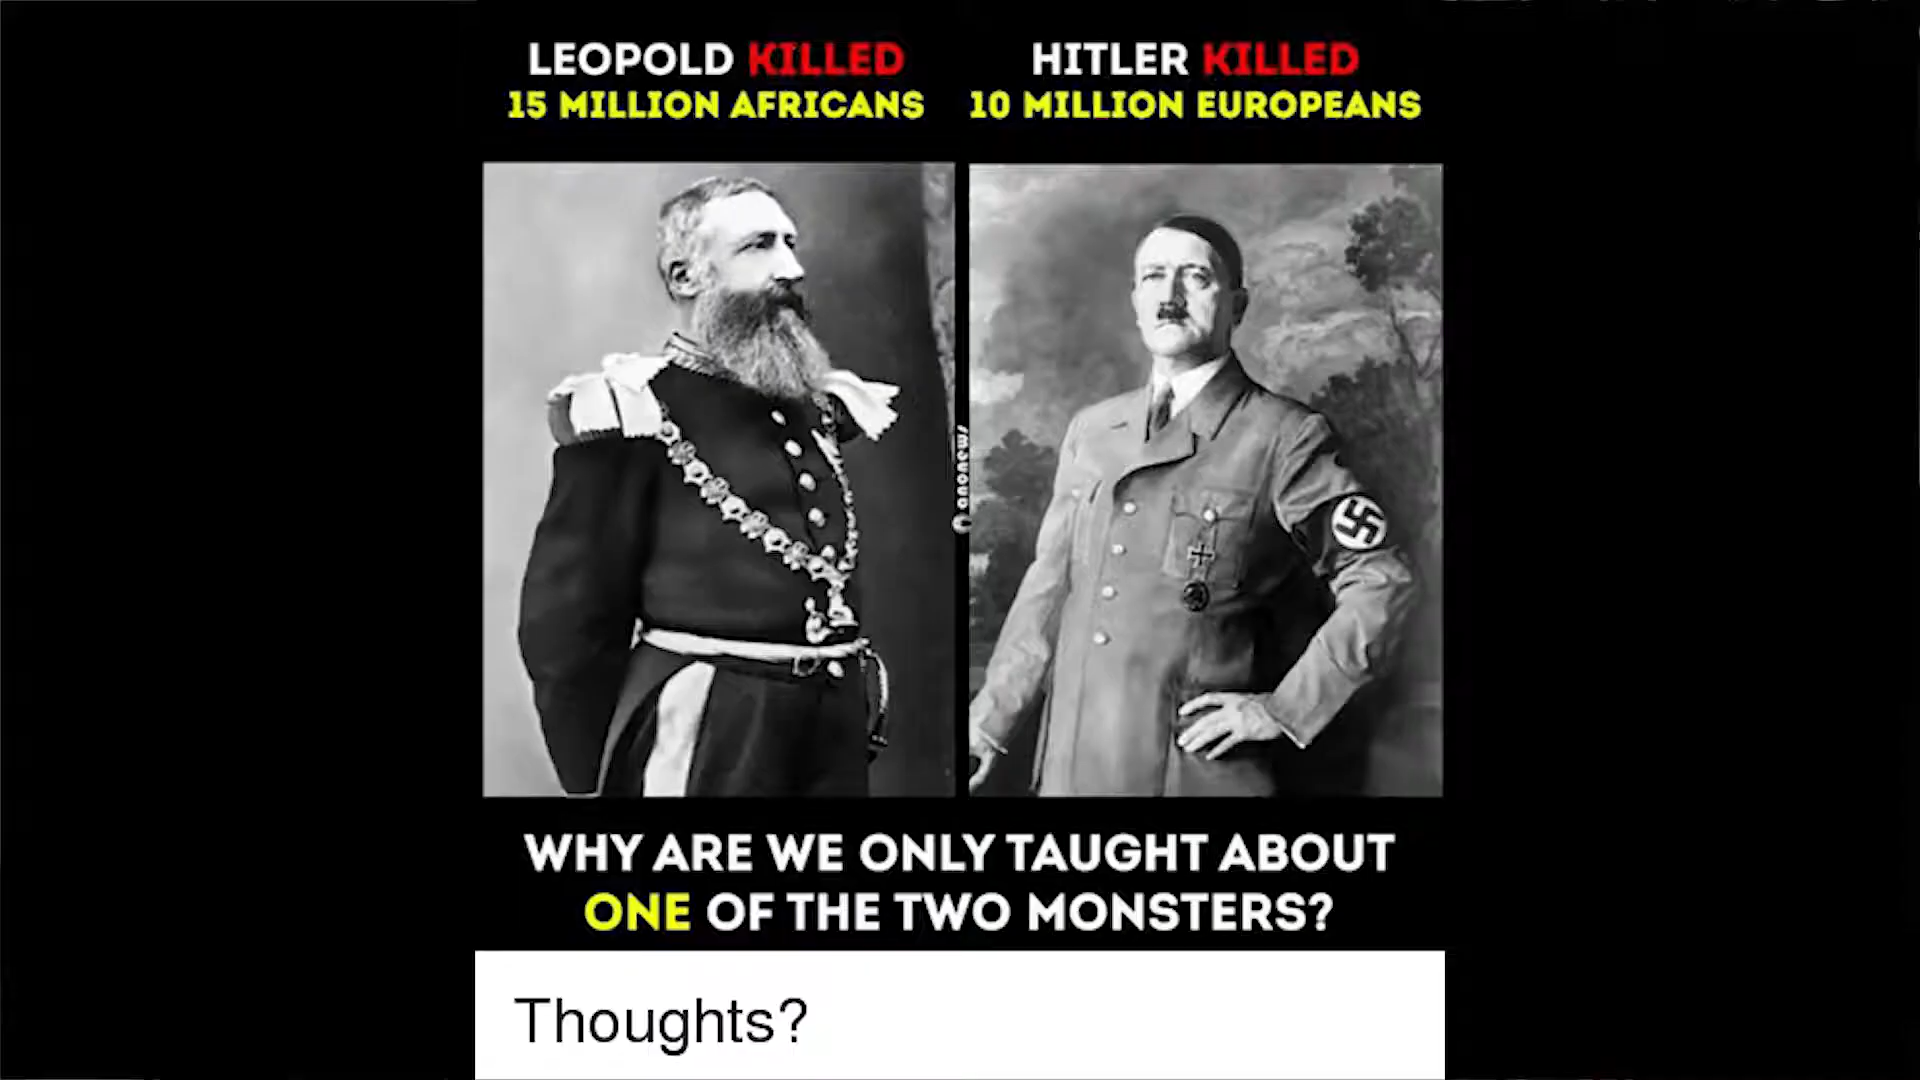 LEOPOLD KILLED
15 MILLION AFRICANS
HITLER KILLED
10 MILLION EUROPEANS
anonews
WHY ARE WE ONLY TAUGHT ABOUT
ONE OF THE TWO MONSTERS?
Thoughts?